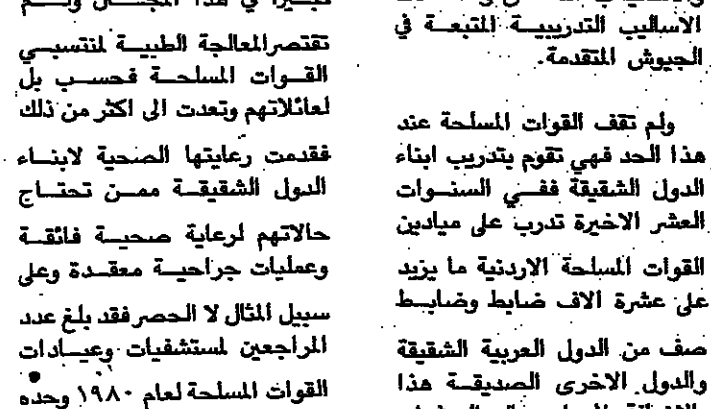 الاساليب التدريبية المتبعة في
الجيوش المتقدمة.
ولم تقف القوات المسلحة عند
هذا الحد فهي تقوم بتدريب ابناء
الدول الشقيقة ففي السنوات
العشر الاخيرة تدرب على ميادين
القوات المسلحة الاردنية ما يزيد
على عشرة الاف ضابط وضابط
صف من الدول العربية الشقيقة
والدول الاخرى الصديقة هذا
في هذا
تقتصر المعالجة الطبية لمنتسبي
القوات المسلحة فحسب بل
لعائلاتهم وتعدت الى اكثر من ذلك
فقدمت رعايتها الصحية لابناء
الدول الشقيقة ممن تحتاج
حالاتهم لرعاية صحية فائقة
وعمليات جراحية معقدة وعلى
سبيل المثال لا الحصر فقد بلغ عدد
المراجعين لمستشفيات وعيادات
القوات المسلحة لعام ١٩٨٠ وحده